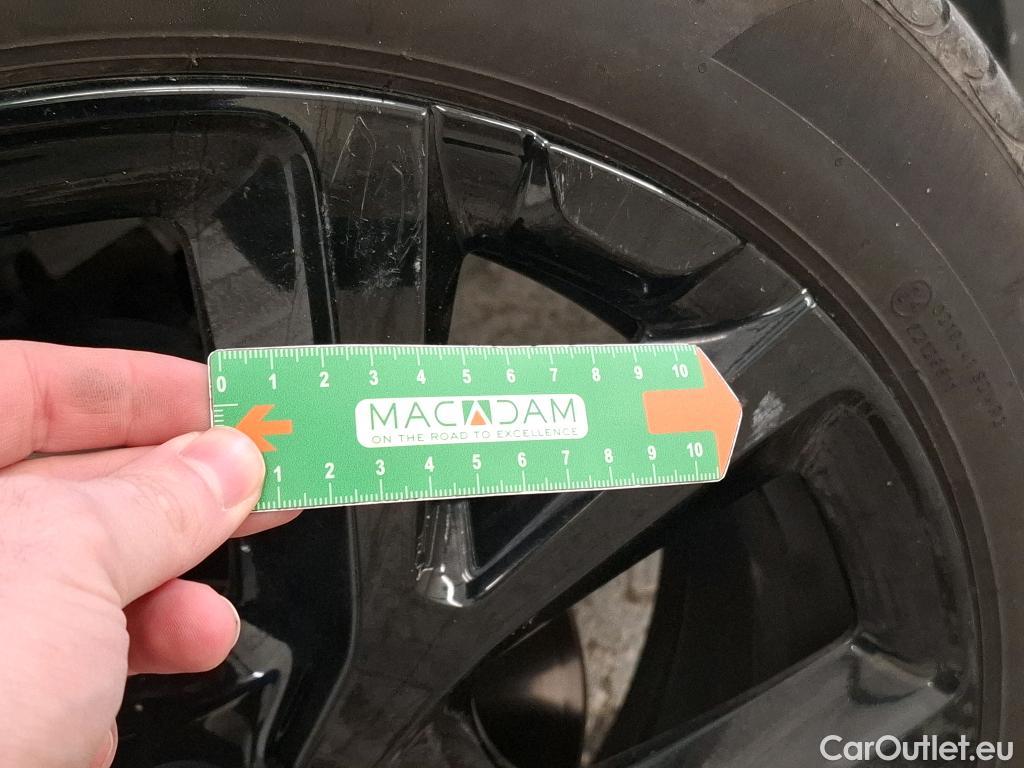 0 1 2 3 4 5 6 7 8 9 10
MACADAM
ON THE ROAD TO EXCELLENCE
1 2 3 4 5 6 7 8 9 10
CarOutlet.eu